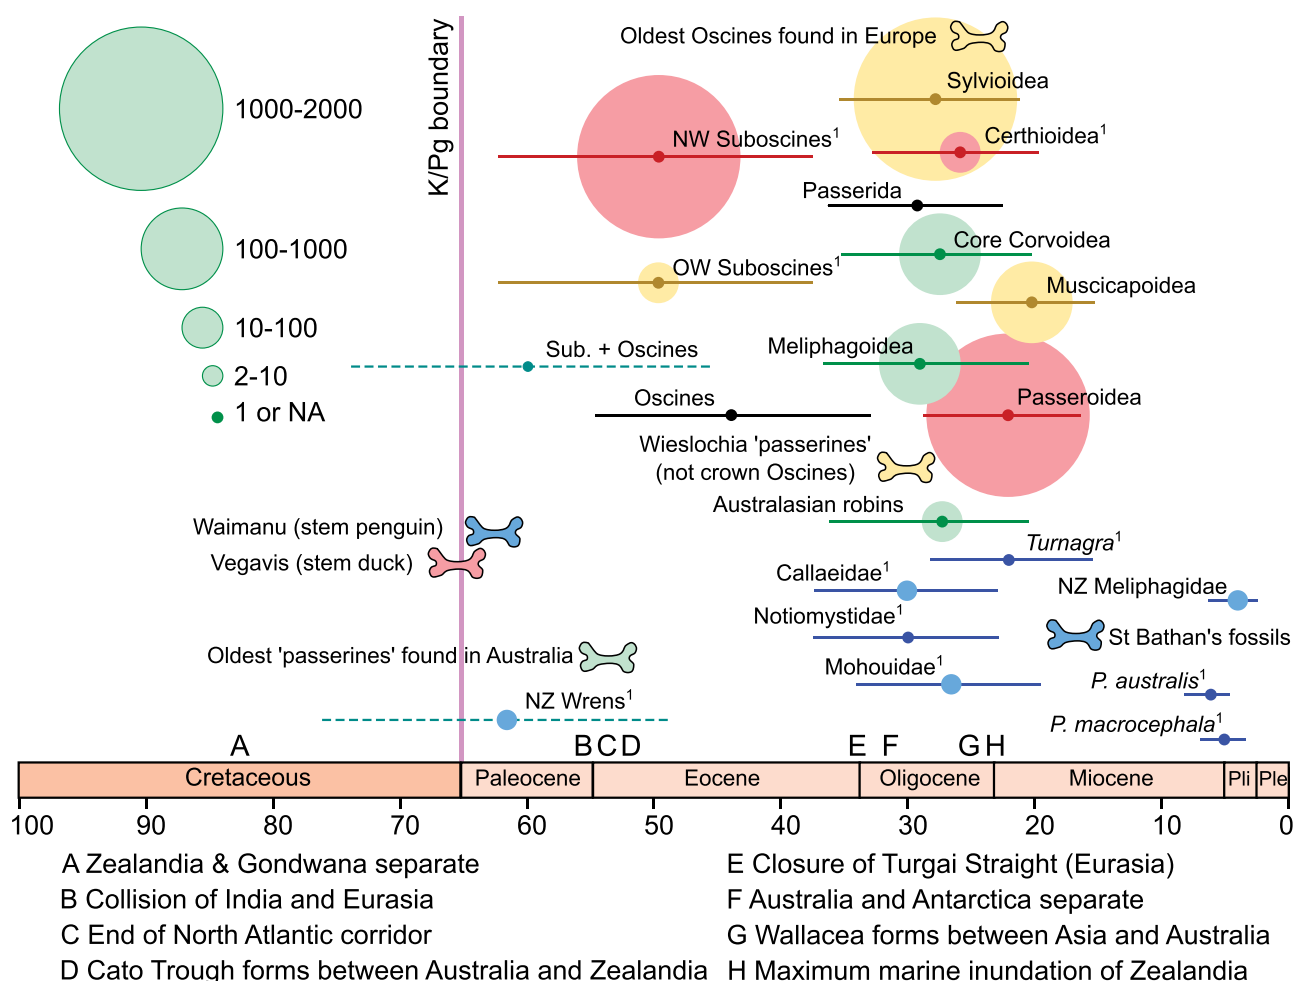 Oldest Oscines found in Europe
K/Pg boundary
Sylvioidea
1000-2000
NW Suboscines1
Certhioidea1
Passerida
100-1000
Core Corvoidea
OW Suboscines1
Muscicapoidea
10-100
Sub. + Oscines
Meliphagoidea
2-10
Oscines
Passeroidea
1 or NA
Wieslochia 'passerines'
(not crown Oscines)
Australasian robins
Waimanu (stem penguin)
Turnagra1
Vegavis (stem duck)
Callaeidae1
NZ Meliphagidae
Notiomystidae1
St Bathan's fossils
Oldest 'passerines' found in Australia
Mohouidae1
P. australis1
NZ Wrens1
P. macrocephala1
A B C D E F G H
Cretaceous Paleocene Eocene Oligocene Miocene Pli Ple
100 90 80 70 60 50 40 30 20 10 0
A Zealandia & Gondwana separate
B Collision of India and Eurasia
C End of North Atlantic corridor
D Cato Trough forms between Australia and Zealandia
E Closure of Turgai Straight (Eurasia)
F Australia and Antarctica separate
G Wallacea forms between Asia and Australia
H Maximum marine inundation of Zealandia